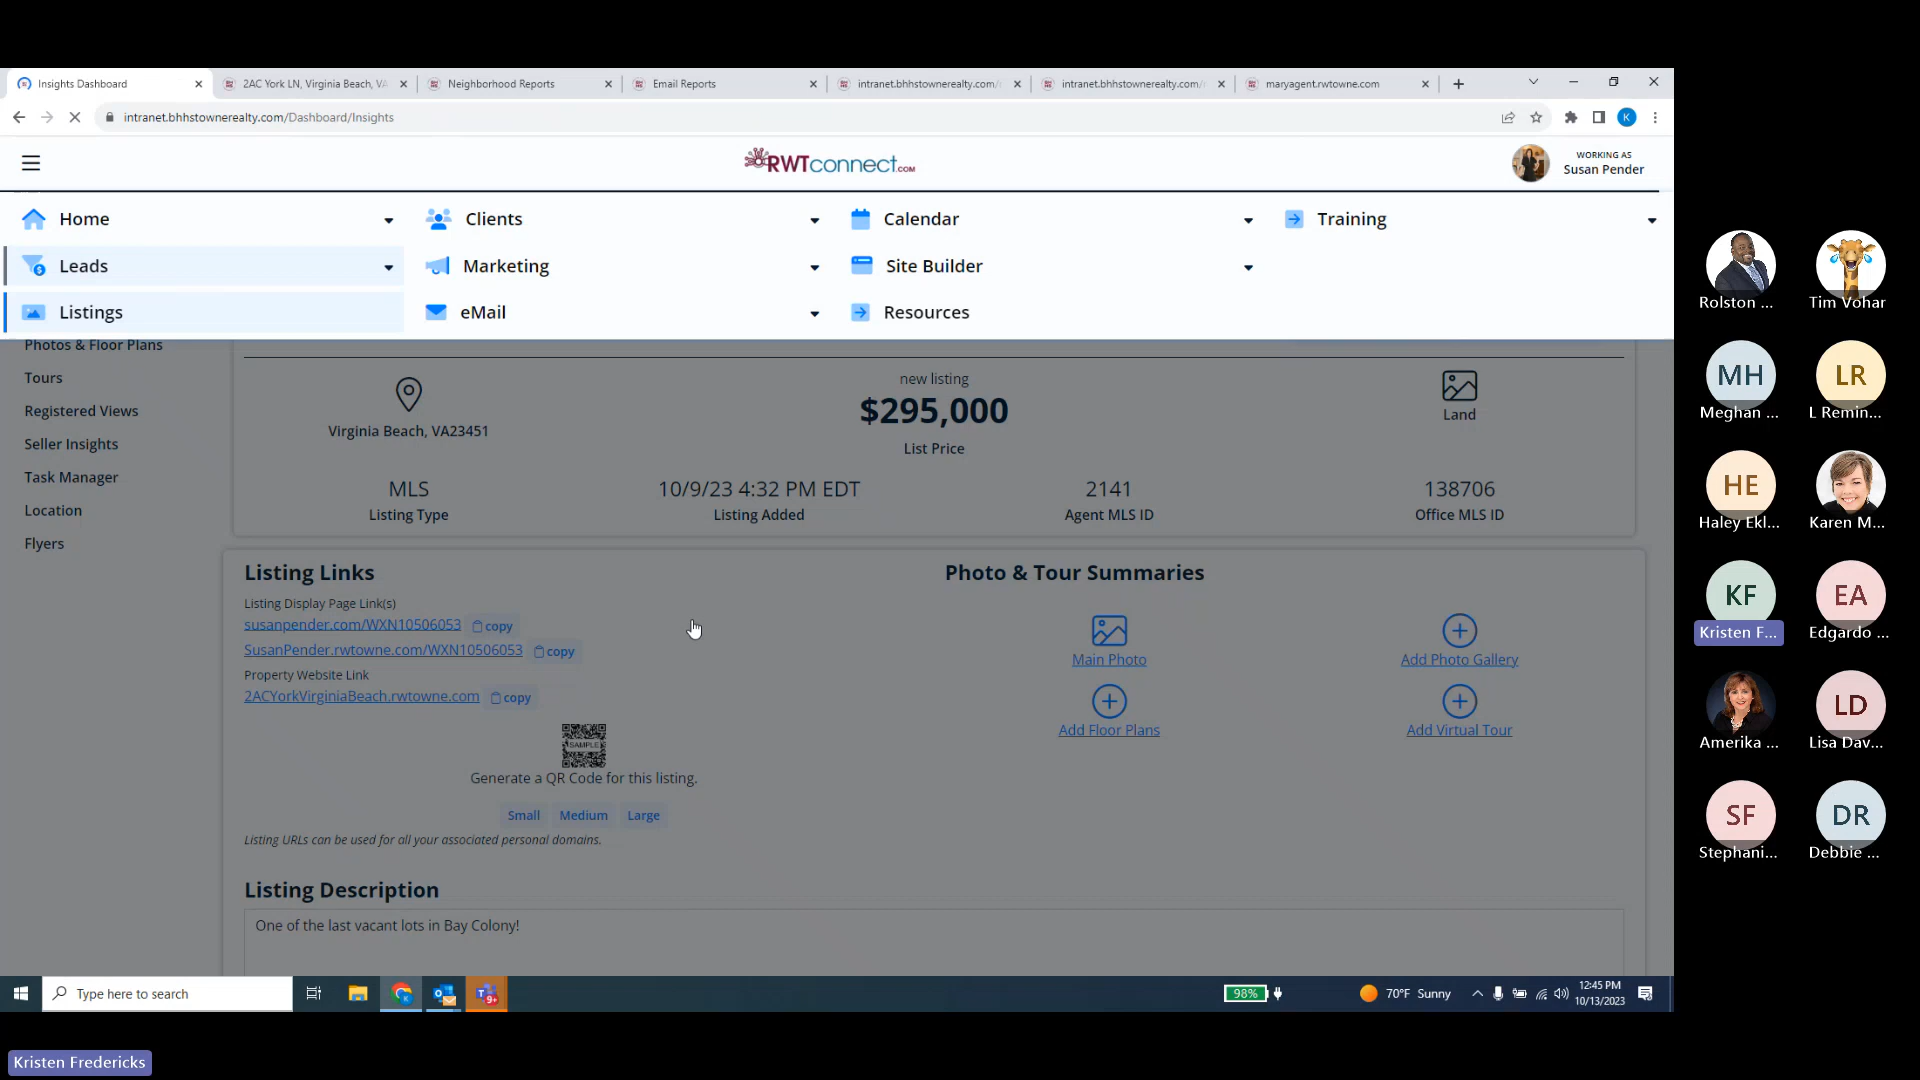 Insights Dashboard
2AC York LN, Virginia Beach, VA
Neighborhood Reports
Email Reports
intranet.bhhstownerealty.com/
intranet.bhhstownerealty.com/
maryagent.rwtowne.com
intranet.bhhstownerealty.com/Dashboard/Insights
K
RWTconnect.com
WORKING AS
Susan Pender
Home
Clients
Calendar
Training
Leads
Marketing
Site Builder
Listings
eMail
Resources
Photos & Floor Plans
Tours
Registered Views
Seller Insights
Task Manager
Location
Flyers
new listing
$295,000
List Price
Virginia Beach, VA23451
Land
MLS
Listing Type
10/9/23 4:32 PM EDT
Listing Added
2141
Agent MLS ID
138706
Office MLS ID
Listing Links
Listing Display Page Link(s)
susanpender.com/WXN10506053 copy
SusanPender.rwtowne.com/WXN10506053 copy
Property Website Link
2ACYorkVirginiaBeach.rwtowne.com copy
SAMPLE
Generate a QR Code for this listing.
Small Medium Large
Listing URLs can be used for all your associated personal domains.
Photo & Tour Summaries
Main Photo
Add Photo Gallery
Add Floor Plans
Add Virtual Tour
Listing Description
One of the last vacant lots in Bay Colony!
Type here to search
9+
98%
70°F Sunny
12:45 PM
10/13/2023
Rolston ...
Tim Vohar
MH
Meghan ...
LR
L Remin...
HE
Haley Ekl...
Karen M...
KF
Kristen F...
EA
Edgardo ...
Amerika ...
LD
Lisa Dav...
SF
Stephani...
DR
Debbie ...
Kristen Fredericks